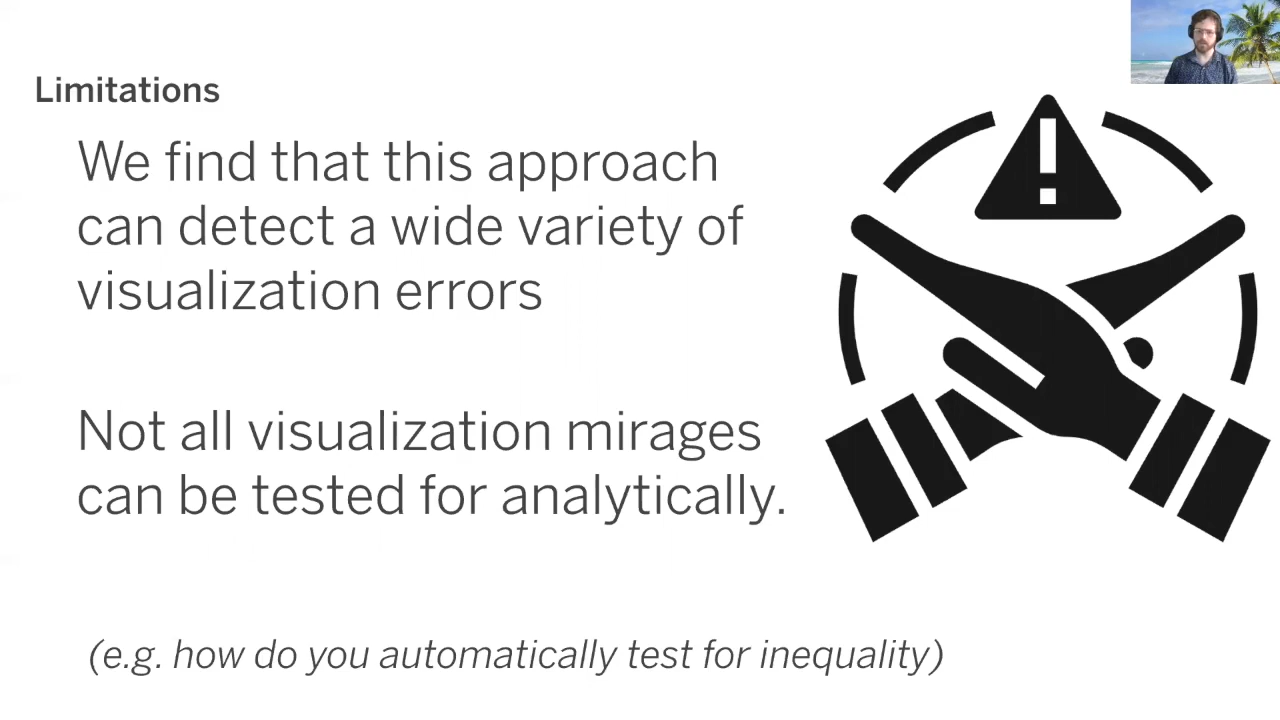 Limitations
We find that this approach
can detect a wide variety of
visualization errors
Not all visualization mirages
can be tested for analytically.
(e.g. how do you automatically test for inequality)